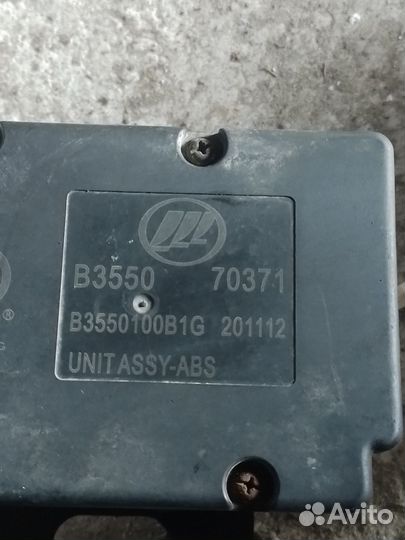 B3550 70371
B3550100B1G 201112
UNIT ASSY-ABS
®
G
Avito